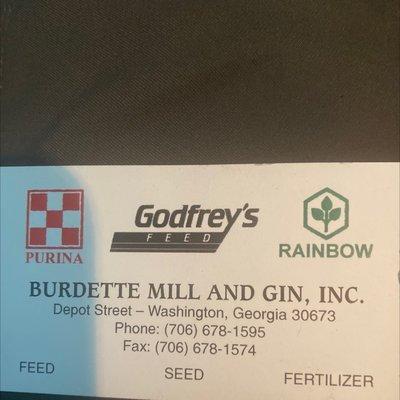 PURINA
Godfrey's
FEED
RAINBOW
BURDETTE MILL AND GIN, INC.
Depot Street – Washington, Georgia 30673
Phone: (706) 678-1595
Fax: (706) 678-1574
FEED SEED FERTILIZER